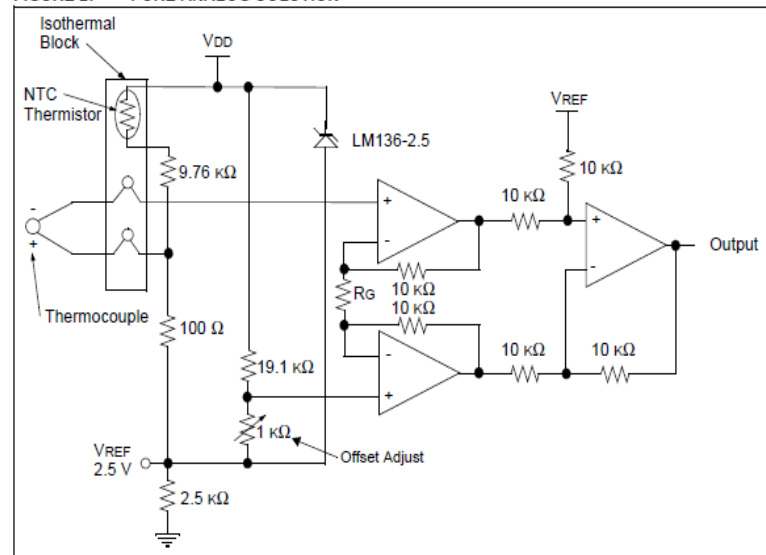 Isothermal
Block
VDD
NTC
Thermistor
LM136-2.5
VREF
9.76 KΩ
10 KΩ
10 KΩ
-
+
+
-
+
-
Output
10 KΩ
RG
10 KΩ
Thermocouple
100 Ω
19.1 KΩ
-
+
10 KΩ
10 KΩ
1 KΩ
Offset Adjust
VREF
2.5 V
2.5 KΩ